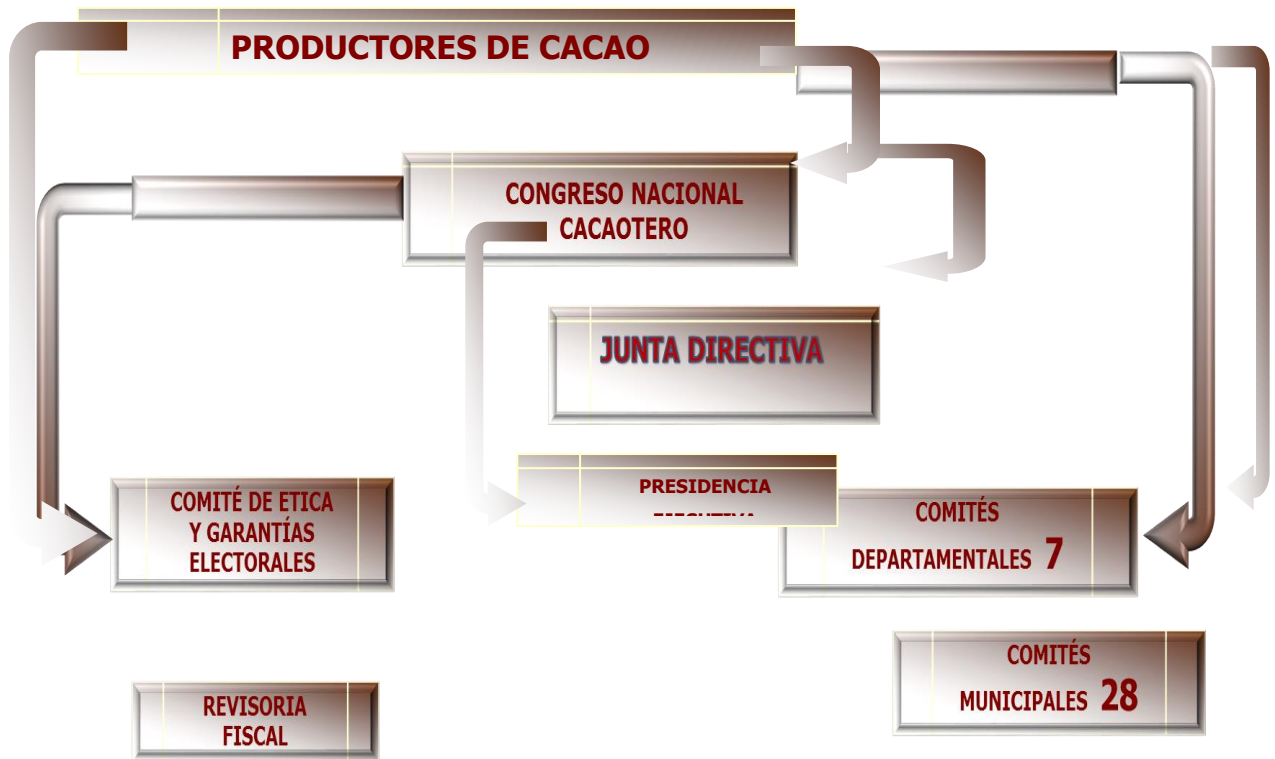 PRODUCTORES DE CACAO
CONGRESO NACIONAL
CACAOTERO
JUNTA DIRECTIVA
PRESIDENCIA
COMITÉ DE ETICA
Y GARANTÍAS
ELECTORALES
COMITÉS
DEPARTAMENTALES 7
COMITÉS
MUNICIPALES 28
REVISORIA
FISCAL